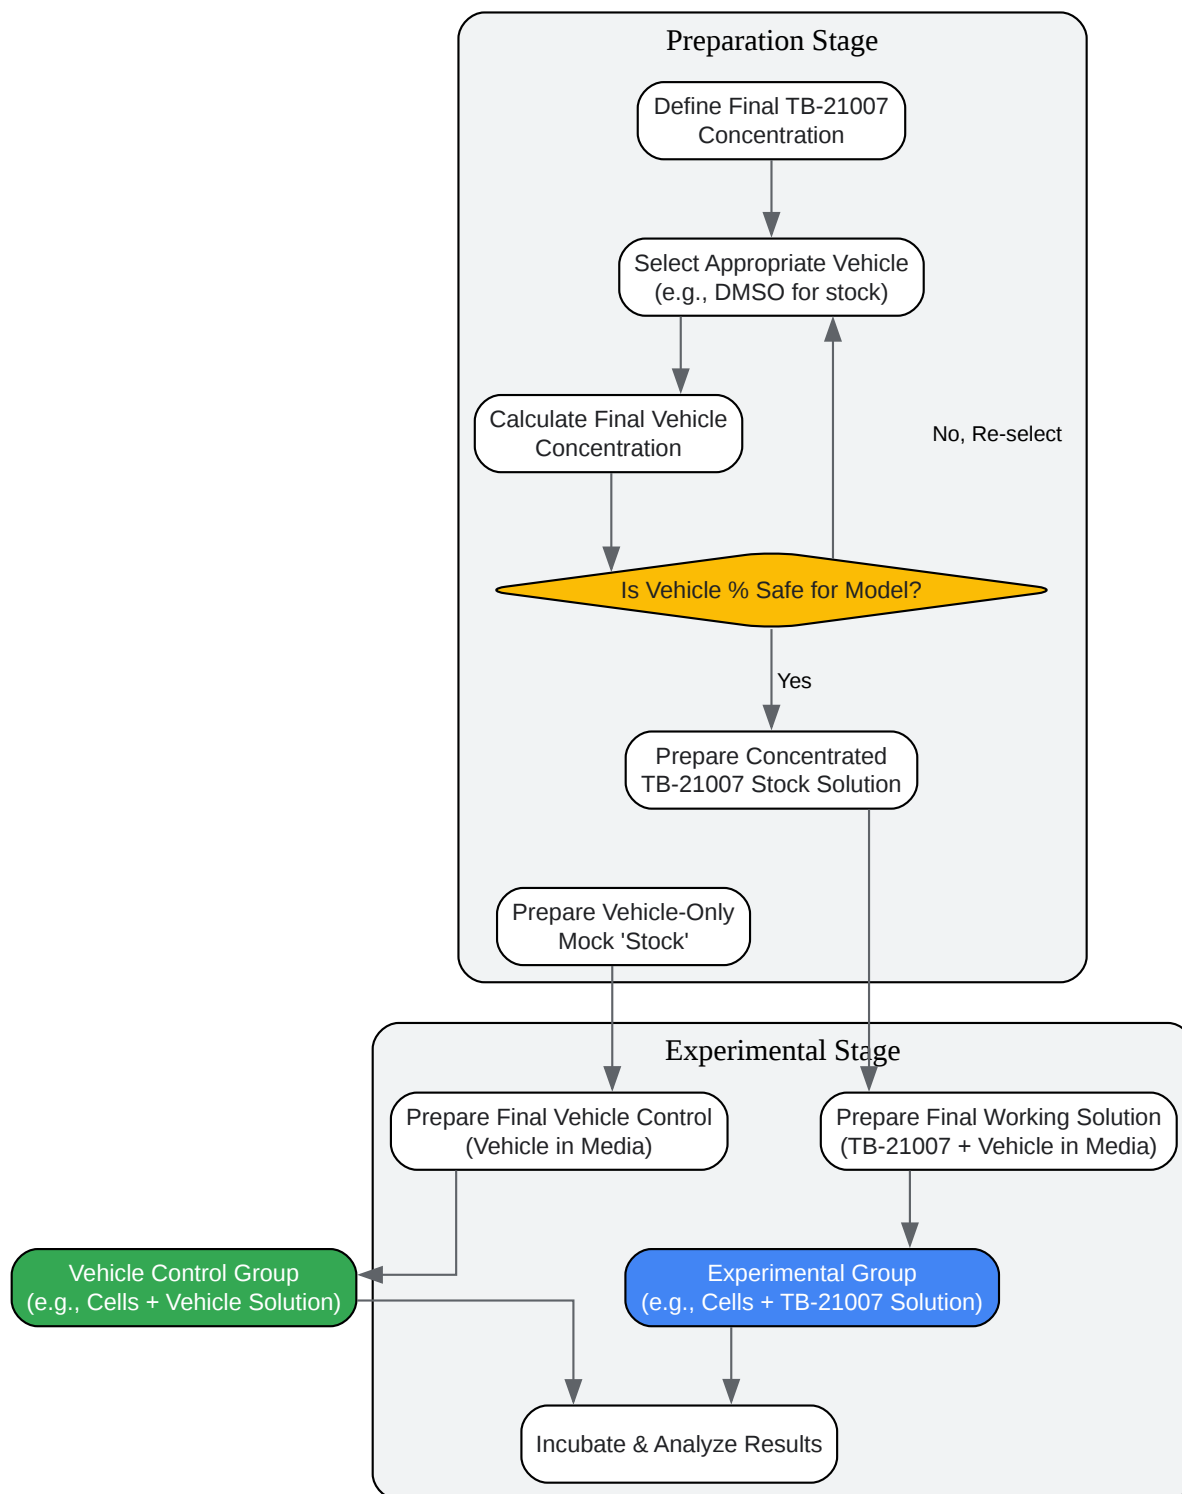 Preparation Stage
Define Final TB-21007
Concentration
Select Appropriate Vehicle
(e.g., DMSO for stock)
Calculate Final Vehicle
Concentration
No, Re-select
Is Vehicle % Safe for Model?
Yes
Prepare Concentrated
TB-21007 Stock Solution
Prepare Vehicle-Only
Mock 'Stock'
Experimental Stage
Prepare Final Vehicle Control
(Vehicle in Media)
Prepare Final Working Solution
(TB-21007 + Vehicle in Media)
Vehicle Control Group
(e.g., Cells + Vehicle Solution)
Experimental Group
(e.g., Cells + TB-21007 Solution)
Incubate & Analyze Results